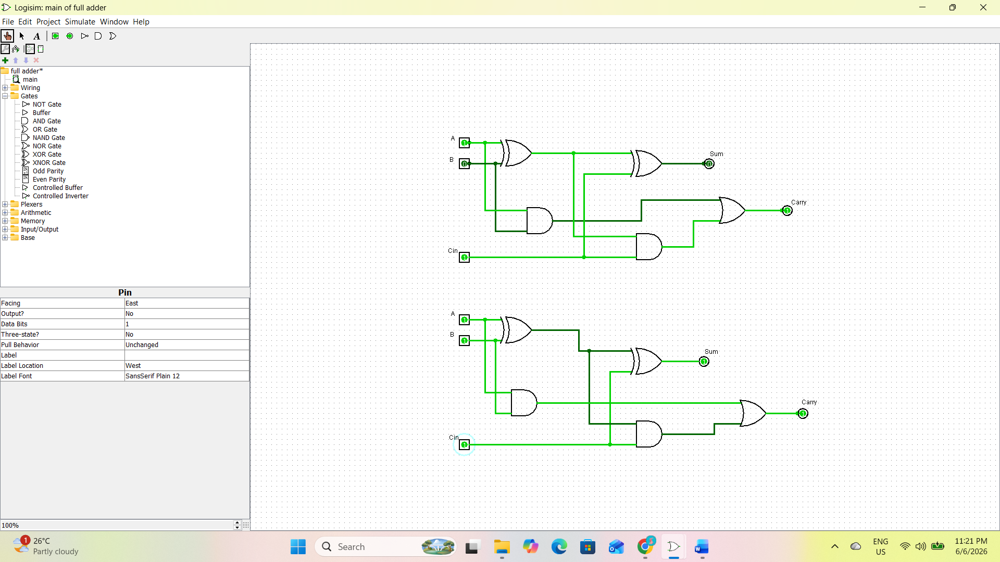 Logisim: main of full adder
File Edit Project Simulate Window Help
A
full adder*
main
Wiring
Gates
NOT Gate
Buffer
AND Gate
OR Gate
NAND Gate
NOR Gate
XOR Gate
XNOR Gate
Odd Parity
Even Parity
Controlled Buffer
Controlled Inverter
Plexers
Arithmetic
Memory
Input/Output
Base
Pin
Facing East
Output? No
Data Bits 1
Three-state? No
Pull Behavior Unchanged
Label
Label Location West
Label Font SansSerif Plain 12
100%
A 1
B 0
Sum 0
Carry 1
Cin 1
A 1
B 1
Sum 1
Carry 1
Cin 1
1 26°C
Partly cloudy
Search
ENG
US
11:21 PM
6/6/2026